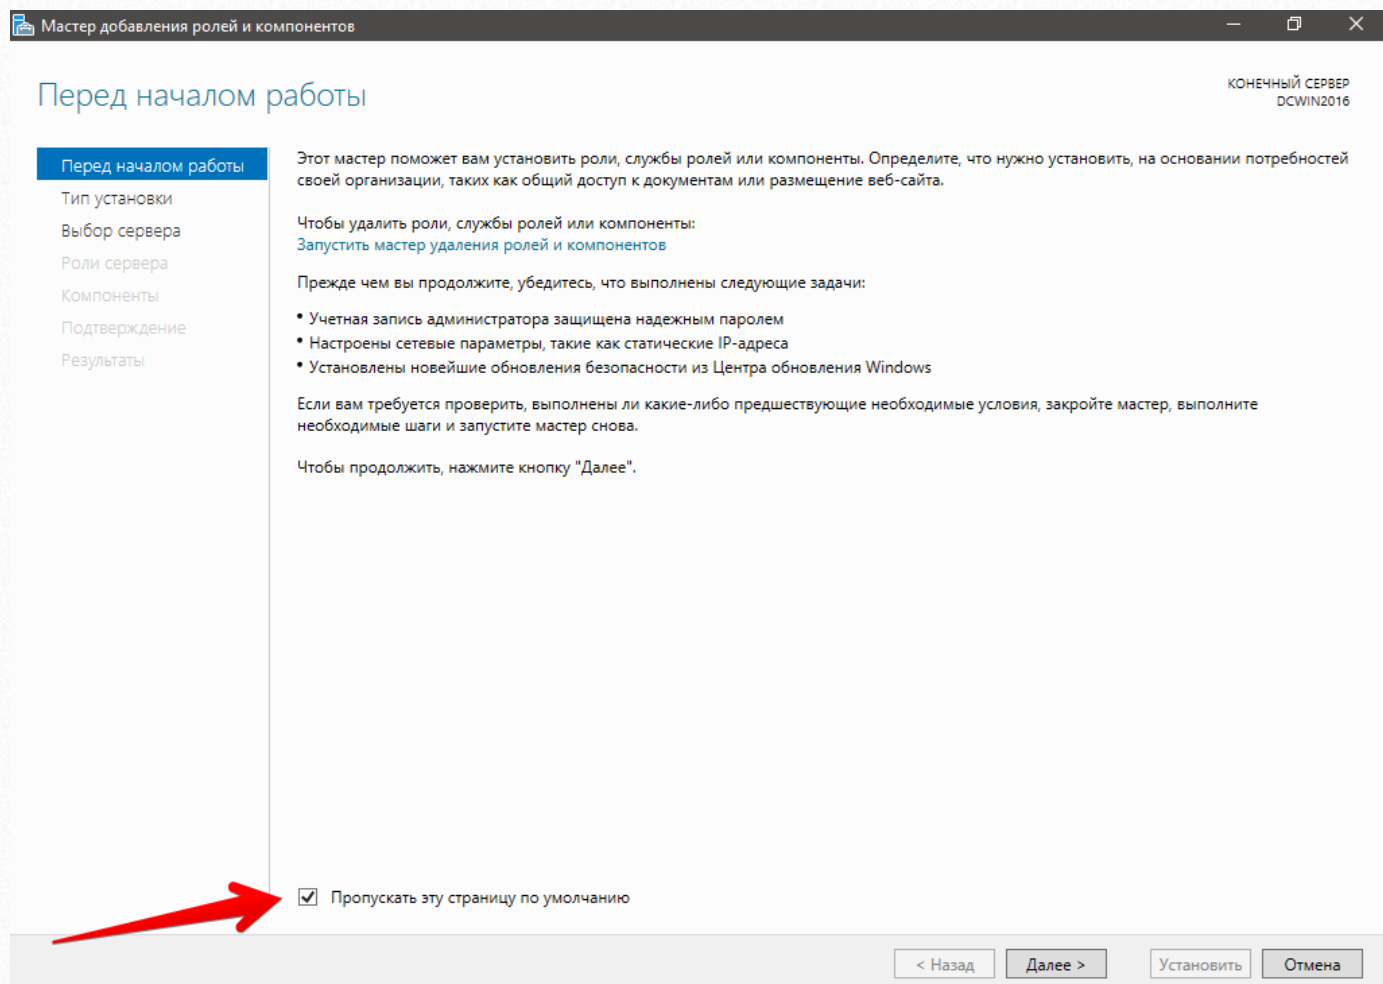 Мастер добавления ролей и компонентов
Перед началом работы
КОНЕЧНЫЙ СЕРВЕР
DCWIN2016
Перед началом работы
Тип установки
Выбор сервера
Роли сервера
Компоненты
Подтверждение
Результаты
Этот мастер поможет вам установить роли, службы ролей или компоненты. Определите, что нужно установить, на основании потребностей
своей организации, таких как общий доступ к документам или размещение веб-сайта.
Чтобы удалить роли, службы ролей или компоненты:
Запустить мастер удаления ролей и компонентов
Прежде чем вы продолжите, убедитесь, что выполнены следующие задачи:
• Учетная запись администратора защищена надежным паролем
• Настроены сетевые параметры, такие как статические IP-адреса
• Установлены новейшие обновления безопасности из Центра обновления Windows
Если вам требуется проверить, выполнены ли какие-либо предшествующие необходимые условия, закройте мастер, выполните
необходимые шаги и запустите мастер снова.
Чтобы продолжить, нажмите кнопку "Далее".
Пропускать эту страницу по умолчанию
< Назад
Далее >
Установить
Отмена